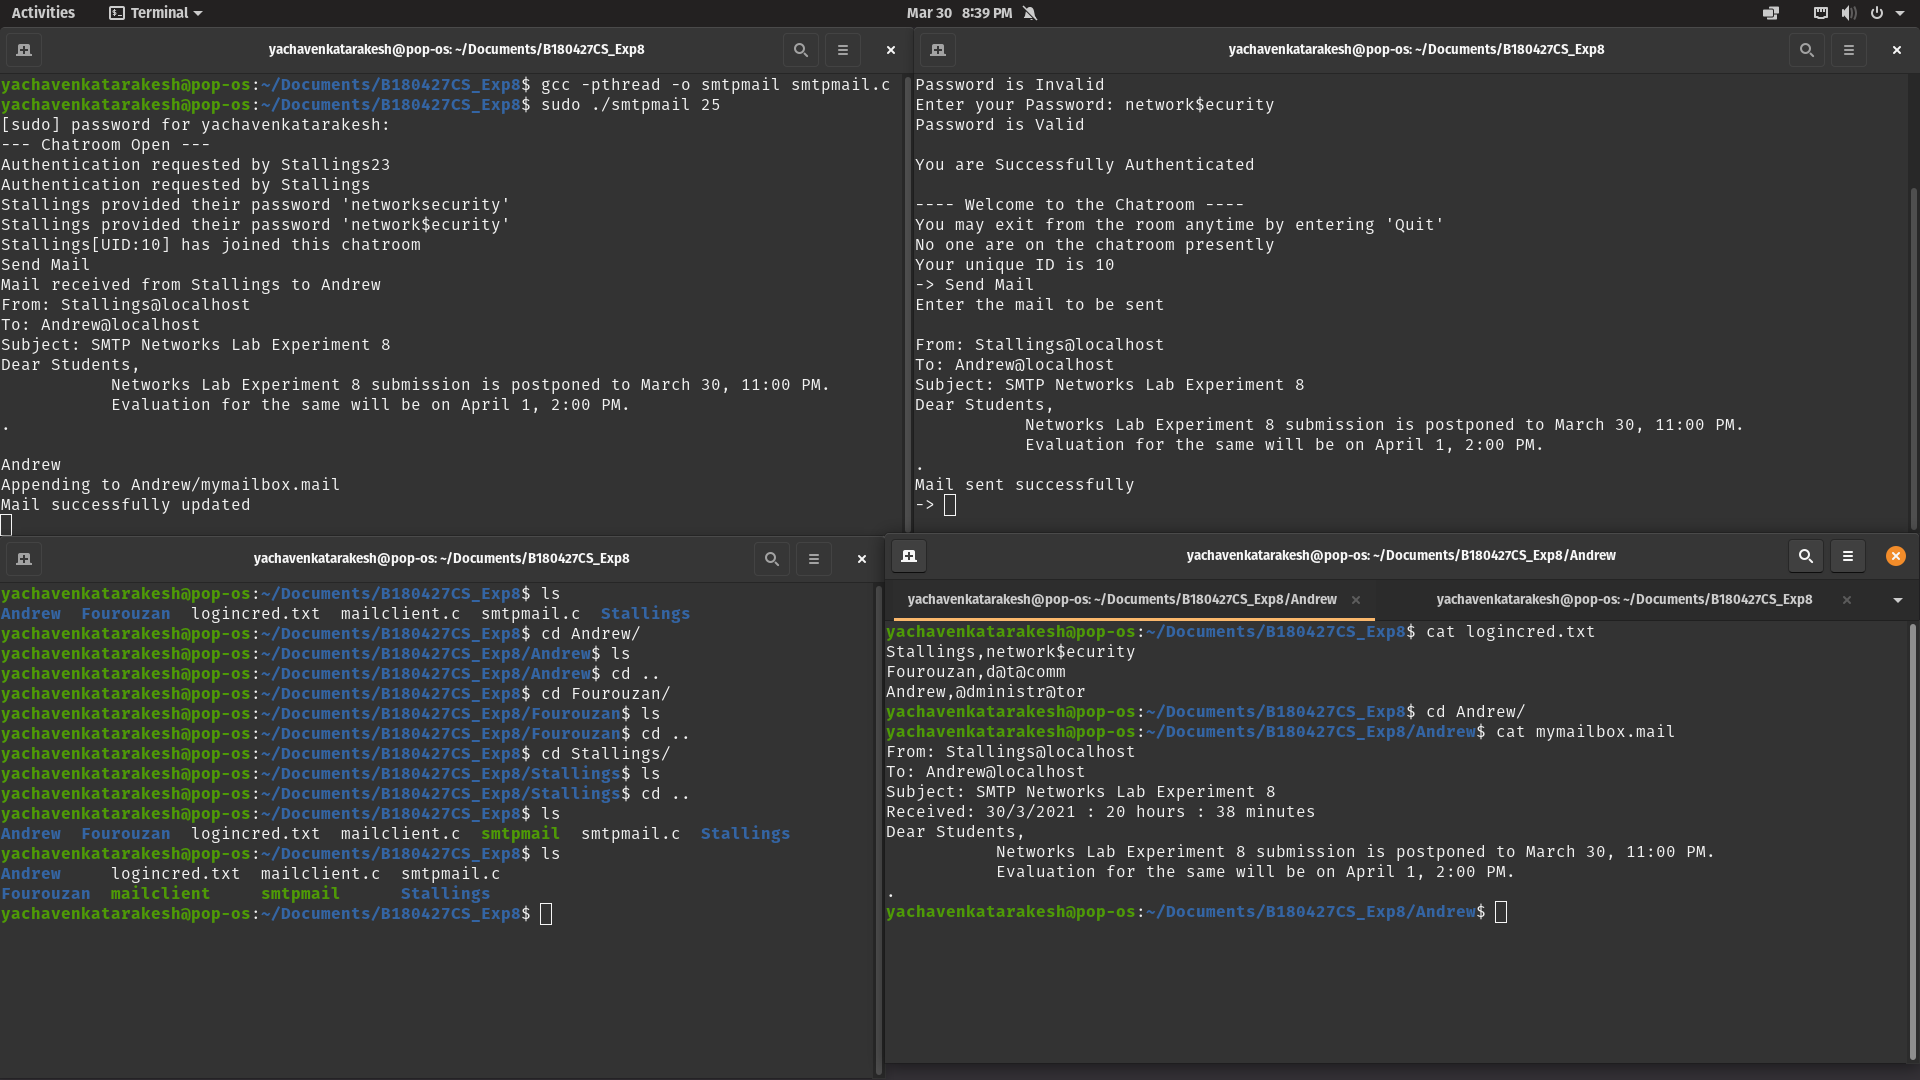 Activities Terminal Mar 30 8:39 PM
yachavenkatarakesh@pop-os: ~/Documents/B180427CS_Exp8
yachavenkatarakesh@pop-os:~/Documents/B180427CS_Exp8$ gcc -pthread -o smtpmail smtpmail.c
yachavenkatarakesh@pop-os:~/Documents/B180427CS_Exp8$ sudo ./smtpmail 25
[sudo] password for yachavenkatarakesh:
--- Chatroom Open ---
Authentication requested by Stallings23
Authentication requested by Stallings
Stallings provided their password 'networksecurity'
Stallings provided their password 'network$ecurity'
Stallings[UID:10] has joined this chatroom
Send Mail
Mail received from Stallings to Andrew
From: Stallings@localhost
To: Andrew@localhost
Subject: SMTP Networks Lab Experiment 8
Dear Students,
Networks Lab Experiment 8 submission is postponed to March 30, 11:00 PM.
Evaluation for the same will be on April 1, 2:00 PM.
.
Andrew
Appending to Andrew/mymailbox.mail
Mail successfully updated
yachavenkatarakesh@pop-os: ~/Documents/B180427CS_Exp8
Password is Invalid
Enter your Password: network$ecurity
Password is Valid
You are Successfully Authenticated
---- Welcome to the Chatroom ----
You may exit from the room anytime by entering 'Quit'
No one are on the chatroom presently
Your unique ID is 10
-> Send Mail
Enter the mail to be sent
From: Stallings@localhost
To: Andrew@localhost
Subject: SMTP Networks Lab Experiment 8
Dear Students,
Networks Lab Experiment 8 submission is postponed to March 30, 11:00 PM.
Evaluation for the same will be on April 1, 2:00 PM.
.
Mail sent successfully
->
yachavenkatarakesh@pop-os: ~/Documents/B180427CS_Exp8
yachavenkatarakesh@pop-os:~/Documents/B180427CS_Exp8$ ls
Andrew Fourouzan logincred.txt mailclient.c smtpmail.c Stallings
yachavenkatarakesh@pop-os:~/Documents/B180427CS_Exp8$ cd Andrew/
yachavenkatarakesh@pop-os:~/Documents/B180427CS_Exp8/Andrew$ ls
yachavenkatarakesh@pop-os:~/Documents/B180427CS_Exp8/Andrew$ cd ..
yachavenkatarakesh@pop-os:~/Documents/B180427CS_Exp8$ cd Fourouzan/
yachavenkatarakesh@pop-os:~/Documents/B180427CS_Exp8/Fourouzan$ ls
yachavenkatarakesh@pop-os:~/Documents/B180427CS_Exp8/Fourouzan$ cd ..
yachavenkatarakesh@pop-os:~/Documents/B180427CS_Exp8$ cd Stallings/
yachavenkatarakesh@pop-os:~/Documents/B180427CS_Exp8/Stallings$ ls
yachavenkatarakesh@pop-os:~/Documents/B180427CS_Exp8/Stallings$ cd ..
yachavenkatarakesh@pop-os:~/Documents/B180427CS_Exp8$ ls
Andrew Fourouzan logincred.txt mailclient.c smtpmail smtpmail.c Stallings
yachavenkatarakesh@pop-os:~/Documents/B180427CS_Exp8$ ls
Andrew logincred.txt mailclient.c smtpmail.c
Fourouzan mailclient smtpmail Stallings
yachavenkatarakesh@pop-os:~/Documents/B180427CS_Exp8$
yachavenkatarakesh@pop-os: ~/Documents/B180427CS_Exp8/Andrew
yachavenkatarakesh@pop-os: ~/Documents/B180427CS_Exp8/Andrew yachavenkatarakesh@pop-os: ~/Documents/B180427CS_Exp8
yachavenkatarakesh@pop-os:~/Documents/B180427CS_Exp8$ cat logincred.txt
Stallings,network$ecurity
Fourouzan,d@t@comm
Andrew,@dministr@tor
yachavenkatarakesh@pop-os:~/Documents/B180427CS_Exp8$ cd Andrew/
yachavenkatarakesh@pop-os:~/Documents/B180427CS_Exp8/Andrew$ cat mymailbox.mail
From: Stallings@localhost
To: Andrew@localhost
Subject: SMTP Networks Lab Experiment 8
Received: 30/3/2021 : 20 hours : 38 minutes
Dear Students,
Networks Lab Experiment 8 submission is postponed to March 30, 11:00 PM.
Evaluation for the same will be on April 1, 2:00 PM.
.
yachavenkatarakesh@pop-os:~/Documents/B180427CS_Exp8/Andrew$